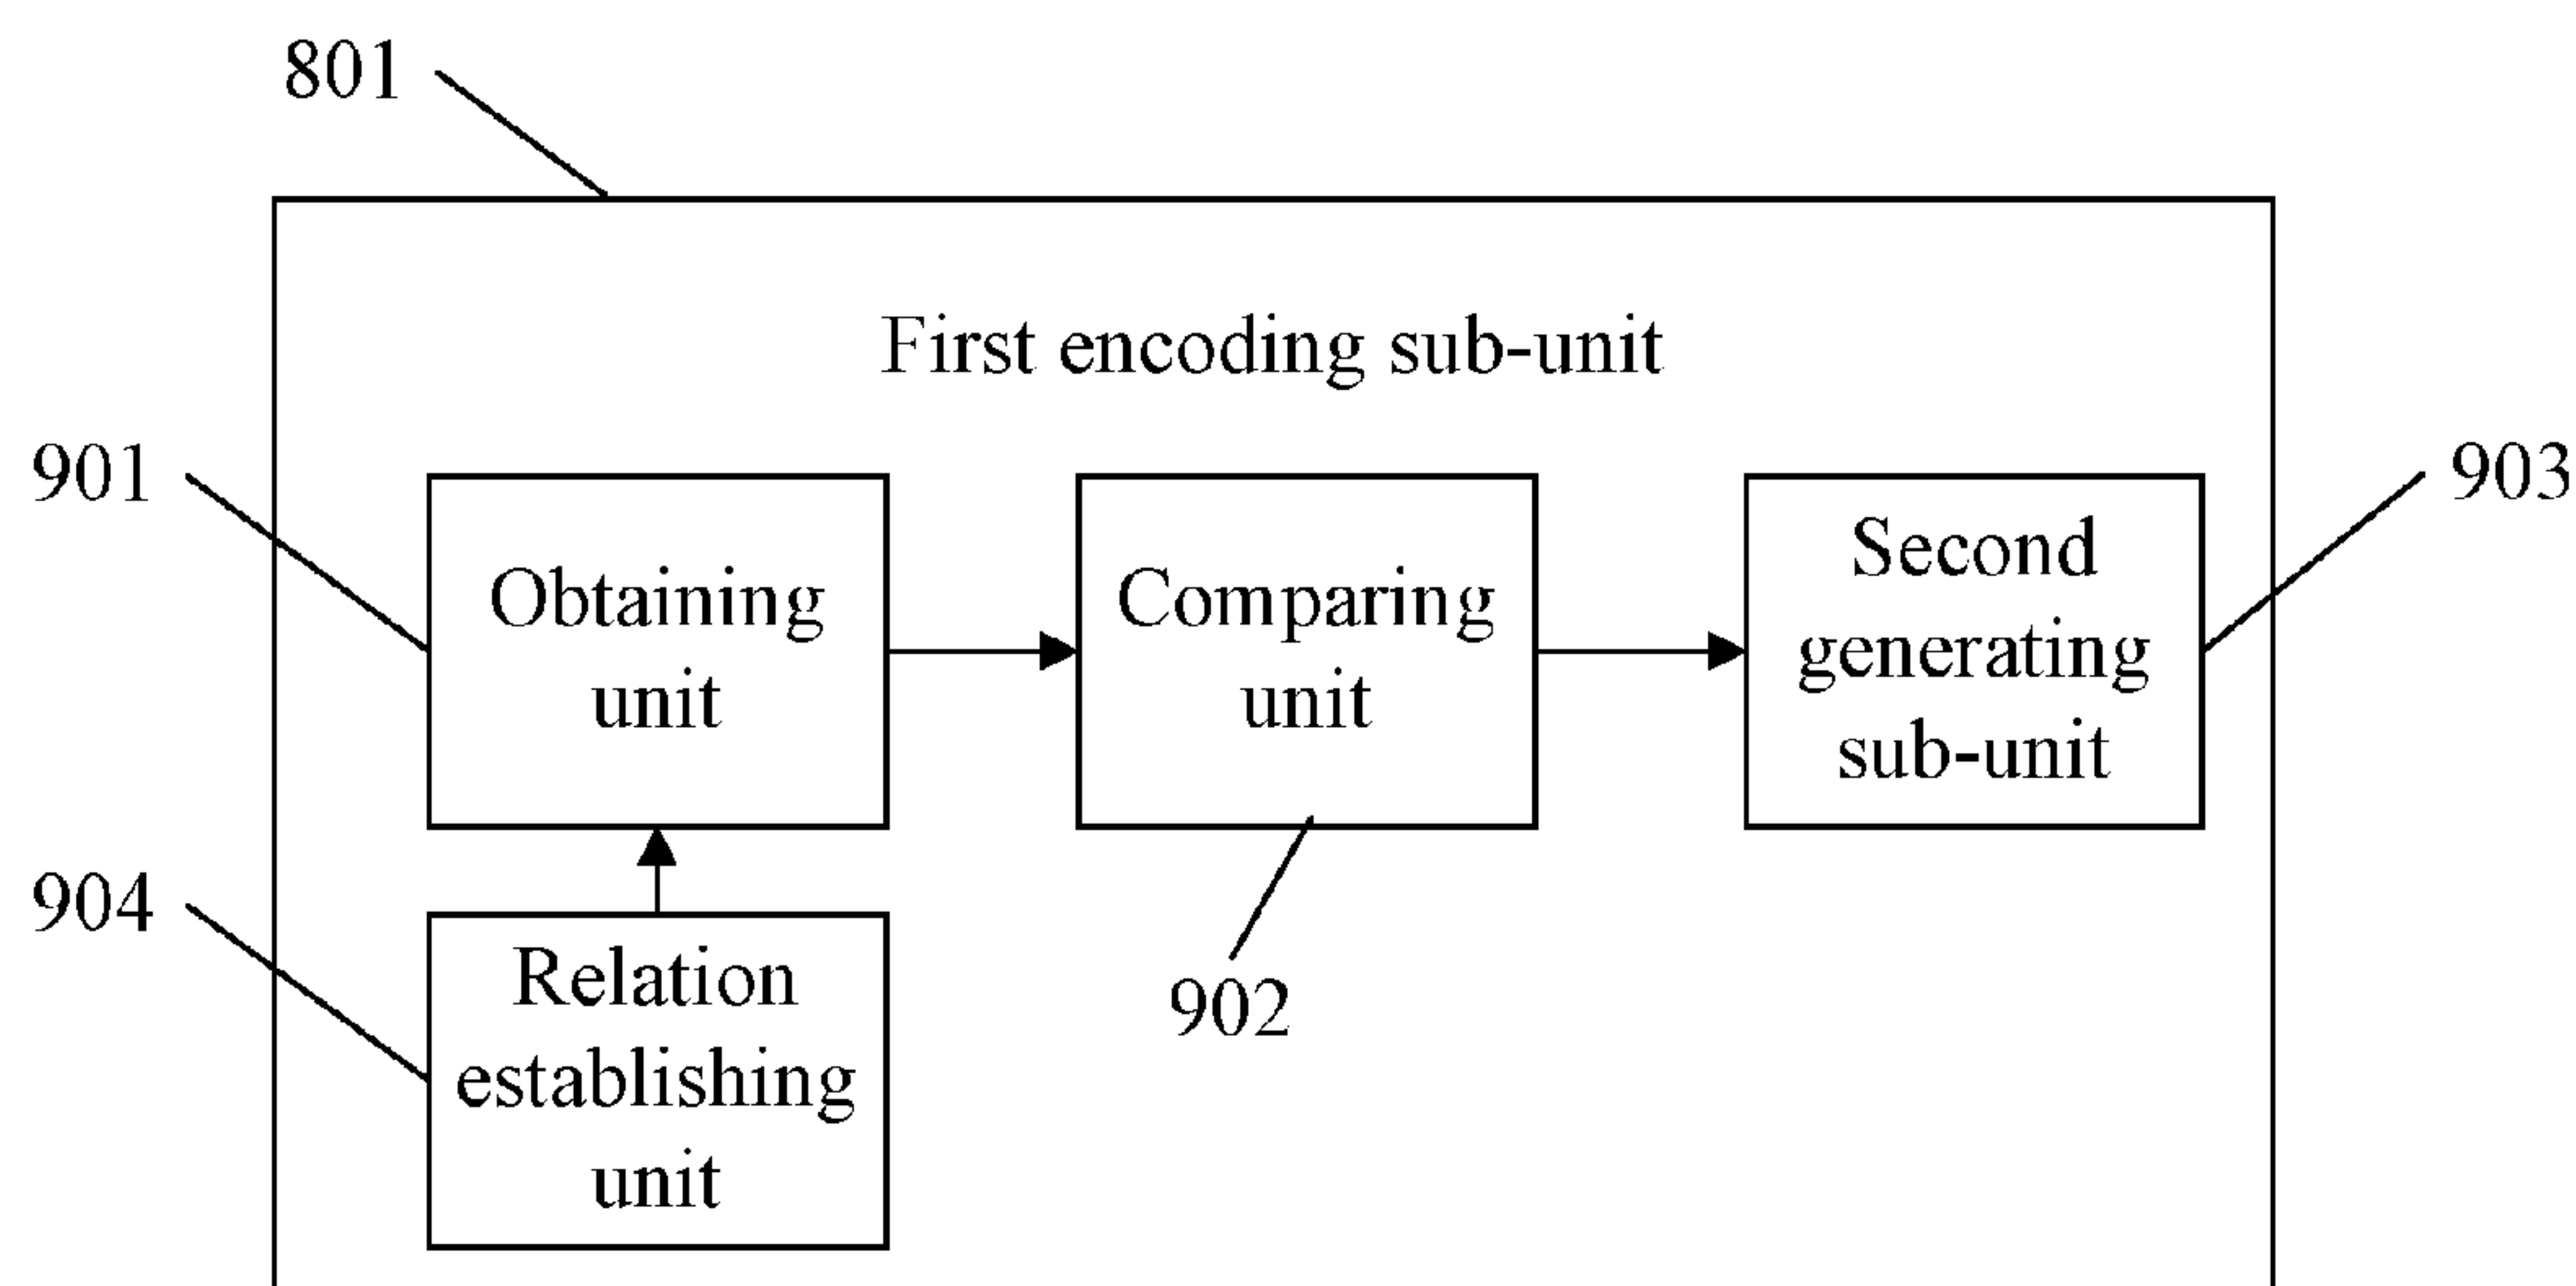 801
First encoding sub-unit
901
903
Obtaining
unit
Comparing
unit
Second
generating
sub-unit
904
Relation
establishing
unit
902